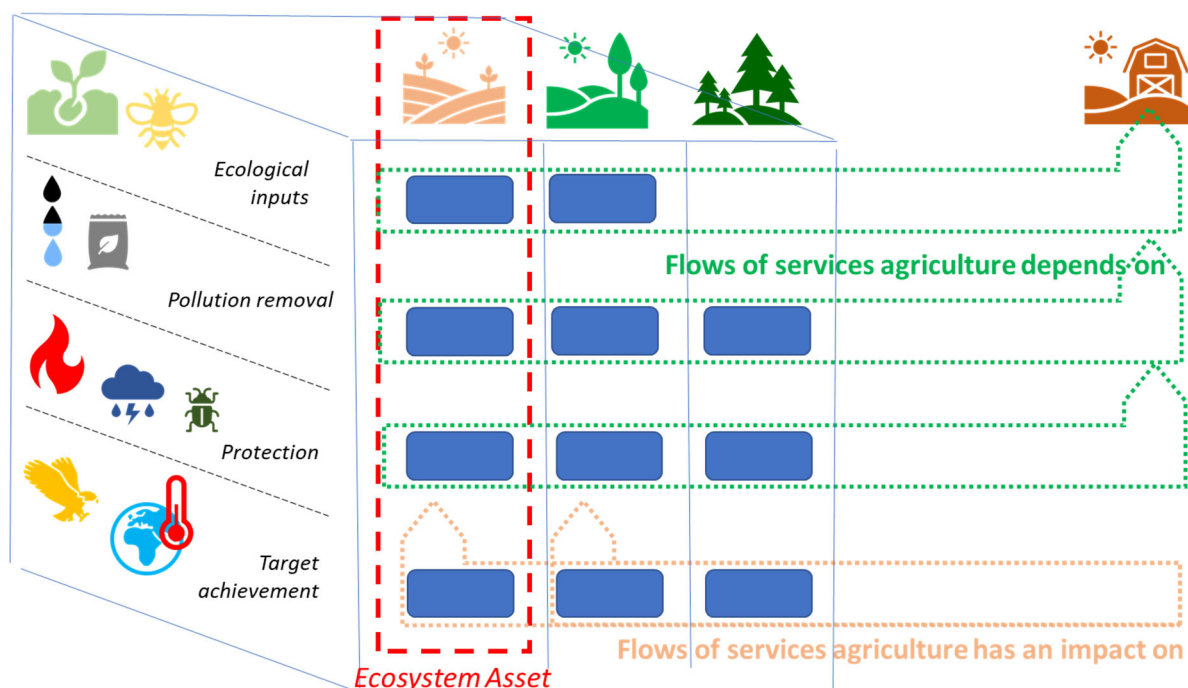 Ecological
inputs
Flows of services agriculture depends on
Pollution removal
Protection
Target
achievement
Flows of services agriculture has an impact on
Ecosystem Asset